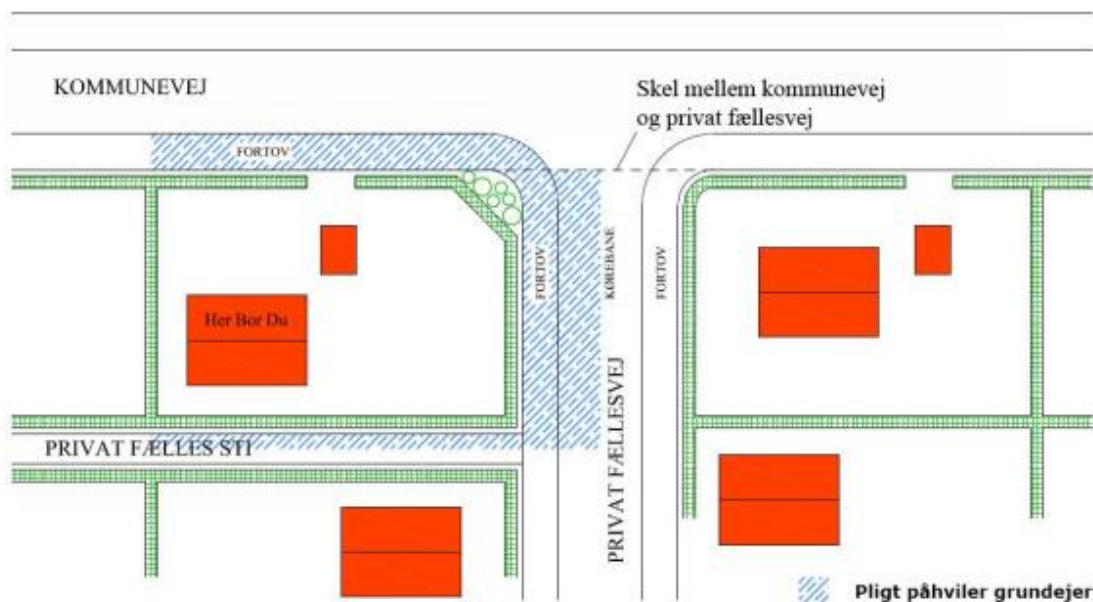 KOMMUNEVEJ
Skel mellem kommunevej
og privat fællesvej
FORTOV
FORTOV
KØREBANE
FORTOV
Her Bor Du
PRIVAT FÆLLES STI
PRIVAT FÆLLESVEJ
Pligt påhviler grundejer